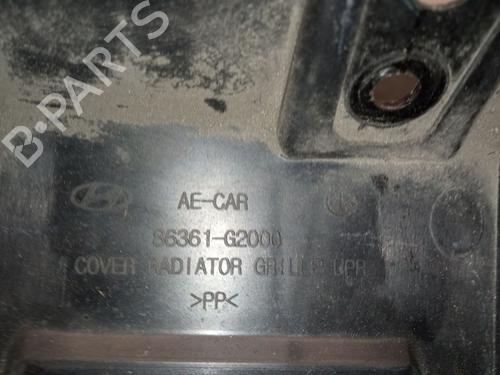 B-PARTS
AE-CAR
86361-G2000
COVER RADIATOR GRILLE UPR
>PP<